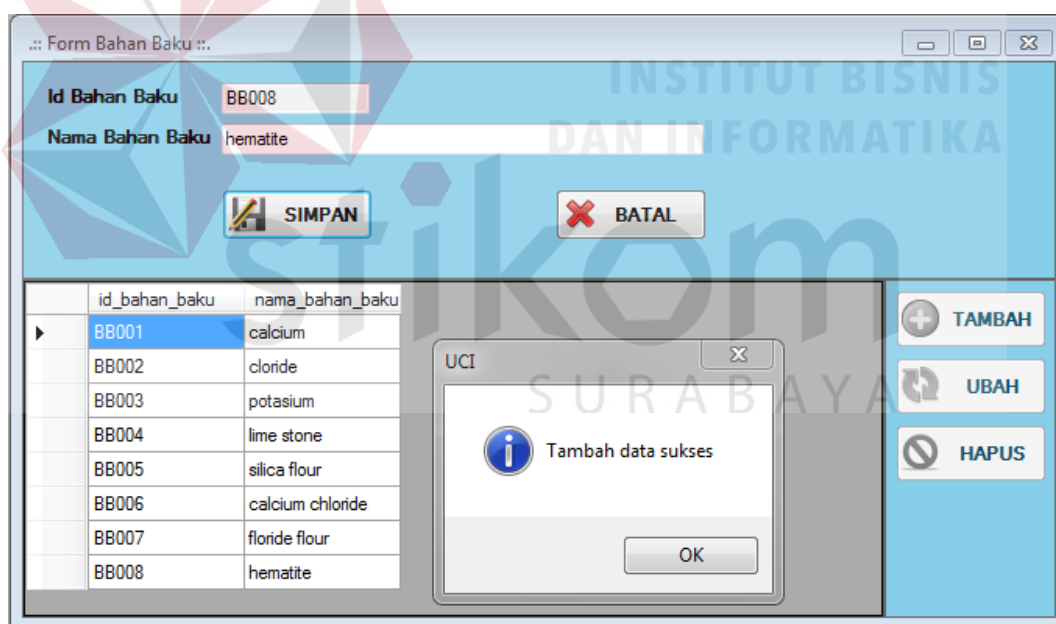 .:: Form Bahan Baku ::.
INSTITUT BISNIS
DAN INFORMATIKA
stikom
SURABAYA
Id Bahan Baku BB008
Nama Bahan Baku hematite
SIMPAN BATAL
id_bahan_baku nama_bahan_baku
BB001 calcium
BB002 cloride
BB003 potasium
BB004 lime stone
BB005 silica flour
BB006 calcium chloride
BB007 floride flour
BB008 hematite
UCI
Tambah data sukses
OK
TAMBAH
UBAH
HAPUS